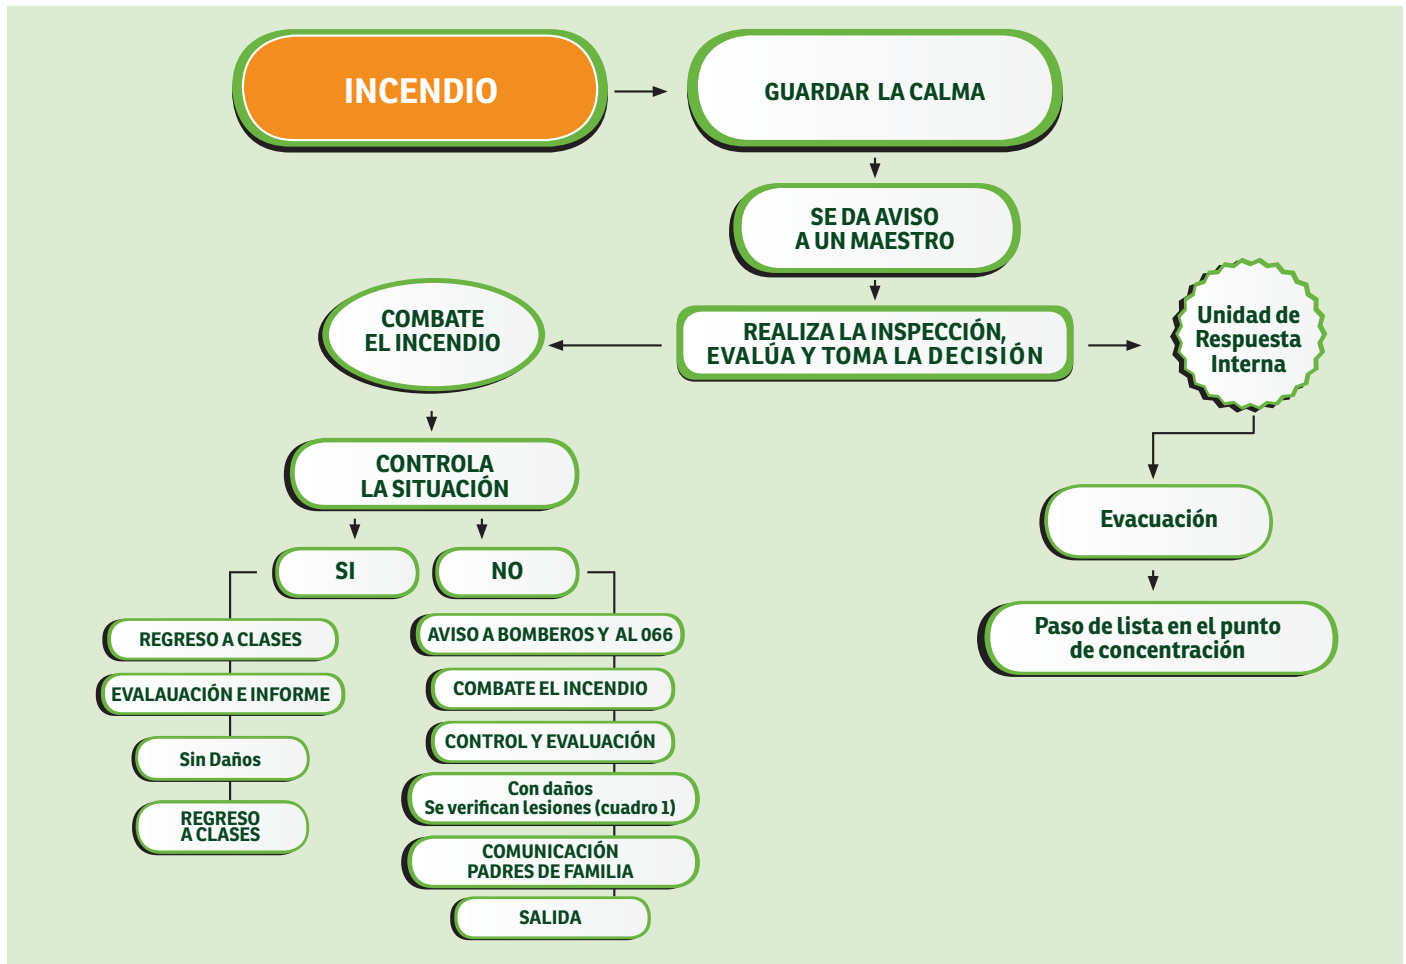 INCENDIO
GUARDAR LA CALMA
SE DA AVISO
A UN MAESTRO
REALIZA LA INSPECCIÓN,
EVALÚA Y TOMA LA DECISIÓN
COMBATE
EL INCENDIO
Unidad de
Respuesta
Interna
CONTROLA
LA SITUACIÓN
Evacuación
SI
NO
Paso de lista en el punto
de concentración
REGRESO A CLASES
EVALAUACIÓN E INFORME
Sin Daños
REGRESO
A CLASES
AVISO A BOMBEROS Y AL 066
COMBATE EL INCENDIO
CONTROL Y EVALUACIÓN
Con daños
Se verifican lesiones (cuadro 1)
COMUNICACIÓN
PADRES DE FAMILIA
SALIDA